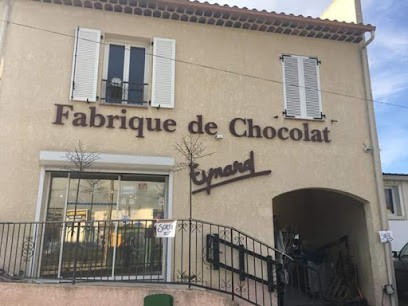 Fabrique de Chocolat
Eynard